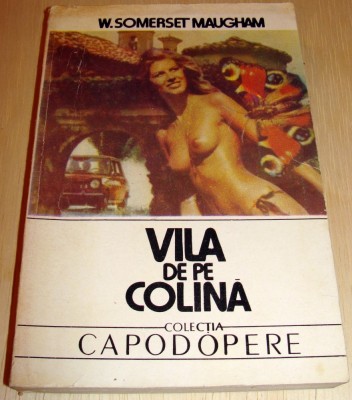 W. SOMERSET MAUGHAM
VILA
DE PE
COLINĂ
COLECȚIA
CAPODOPERE